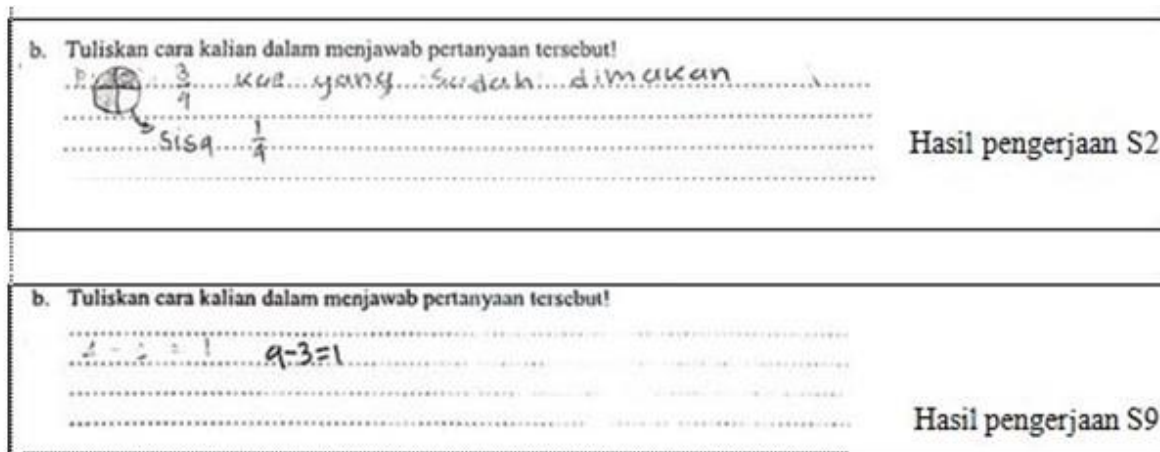 b. Tuliskan cara kalian dalam menjawab pertanyaan tersebut!
3/4 kue yang sudah dimakan
sisa 1/4
Hasil pengerjaan S2
b. Tuliskan cara kalian dalam menjawab pertanyaan tersebut!
4-3=1
Hasil pengerjaan S9